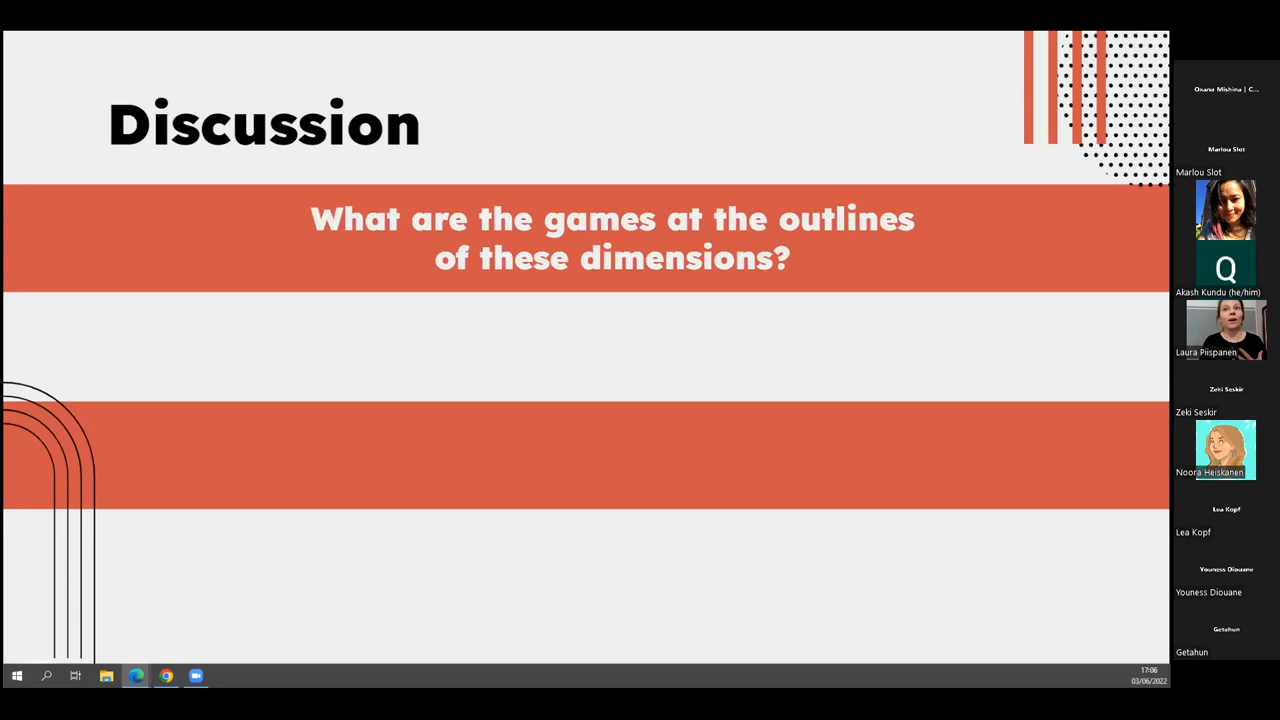 Discussion
What are the games at the outlines
of these dimensions?
Oxana Mishina | C...
Marlou Slot
Marlou Slot
Q
Akash Kundu (he/him)
Laura Piispanen
Zeki Seskir
Zeki Seskir
Noora Heiskanen
Lea Kopf
Lea Kopf
Youness Diouane
Youness Diouane
Getahun
Getahun
17:06
03/06/2022